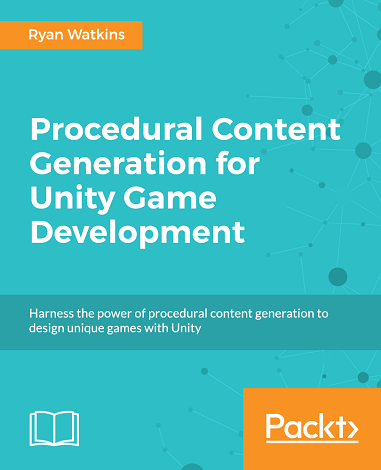 Ryan Watkins
Procedural Content
Generation for
Unity Game
Development
Harness the power of procedural content generation to
design unique games with Unity
Packt>